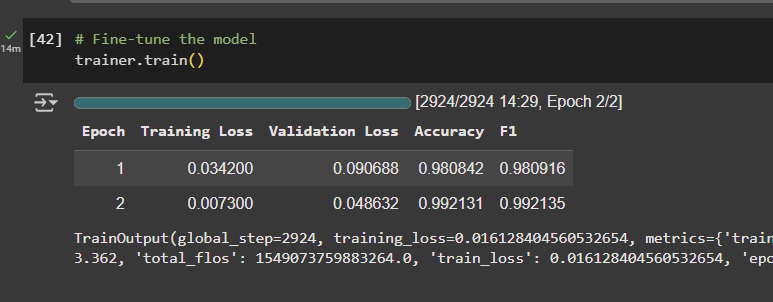 [42] # Fine-tune the model
14m trainer.train()
[2924/2924 14:29, Epoch 2/2]
Epoch Training Loss Validation Loss Accuracy F1
1 0.034200 0.090688 0.980842 0.980916
2 0.007300 0.048632 0.992131 0.992135
TrainOutput(global_step=2924, training_loss=0.016128404560532654, metrics={'train
3.362, 'total_flos': 1549073759883264.0, 'train_loss': 0.016128404560532654, 'epo